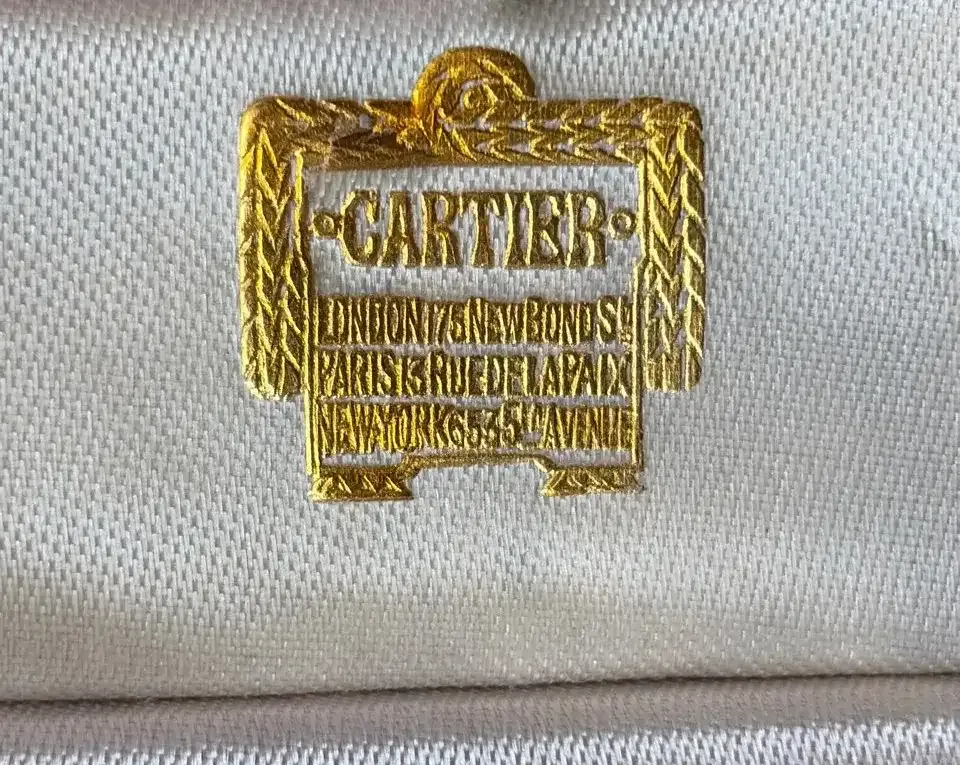 CARTIER
LONDON 175 NEW BOND ST
PARIS 13 RUE DE LA PAIX
NEW YORK 653 5TH AVENUE